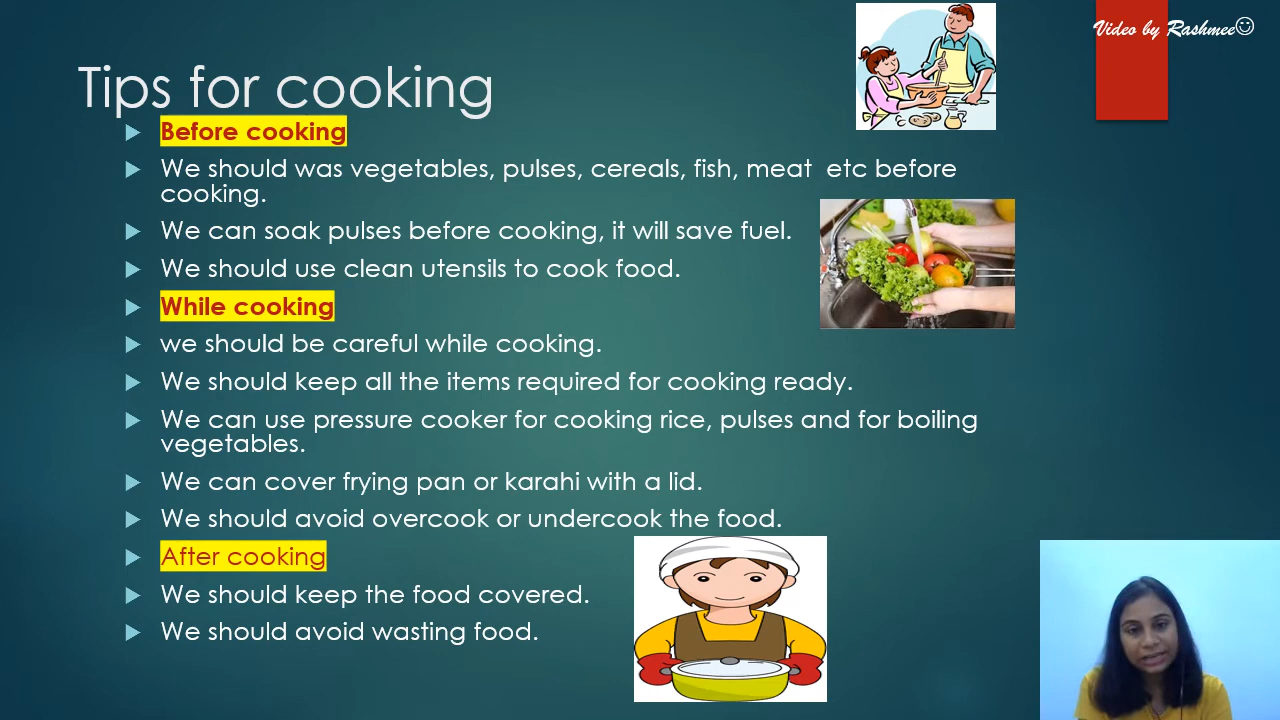 Video by Rashmee☺
Tips for cooking
Before cooking
We should was vegetables, pulses, cereals, fish, meat  etc before
cooking.
We can soak pulses before cooking, it will save fuel.
We should use clean utensils to cook food.
While cooking
we should be careful while cooking.
We should keep all the items required for cooking ready.
We can use pressure cooker for cooking rice, pulses and for boiling
vegetables.
We can cover frying pan or karahi with a lid.
We should avoid overcook or undercook the food.
After cooking
We should keep the food covered.
We should avoid wasting food.